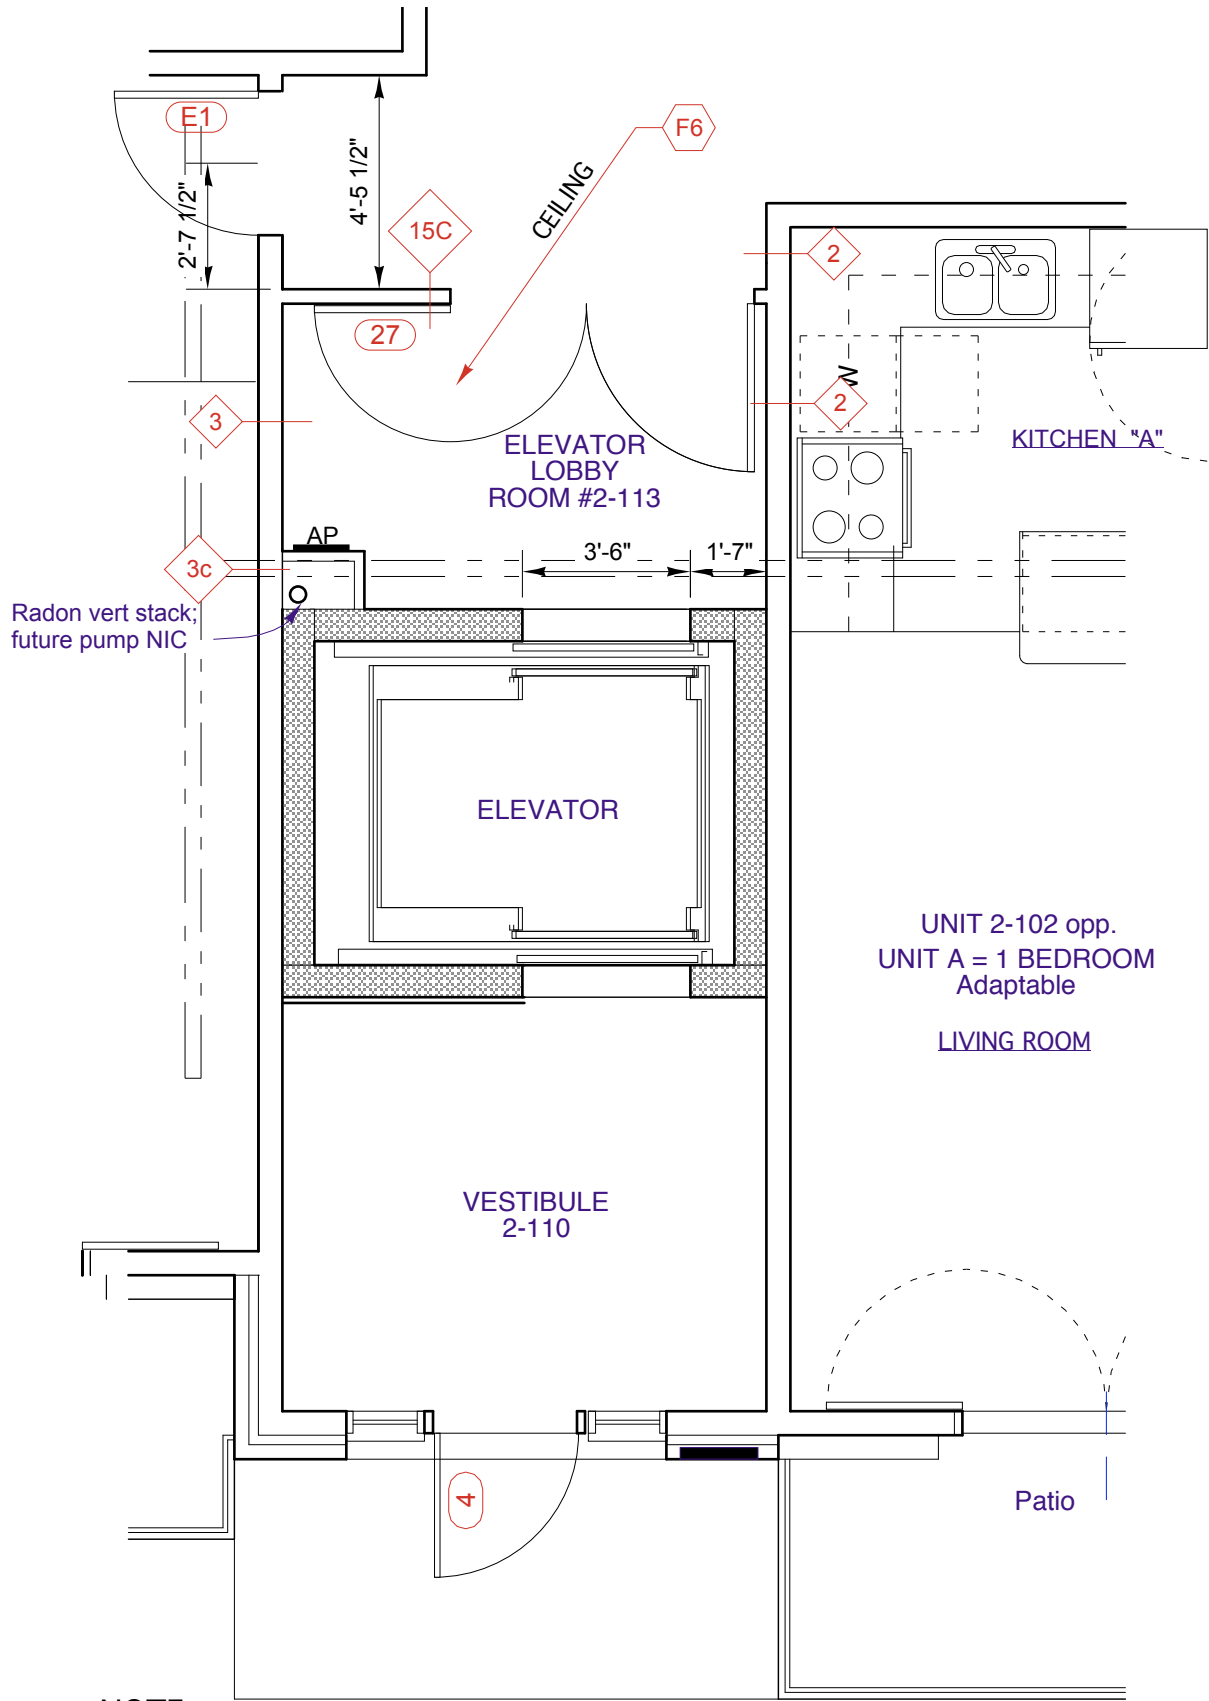 E1
F6
4'-5 1/2"
CEILING
2'-7 1/2"
15C
2
27
W
2
3
ELEVATOR
LOBBY
ROOM #2-113
KITCHEN "A"
AP
3'-6"
1'-7"
3c
Radon vert stack;
future pump NIC
ELEVATOR
UNIT 2-102 opp.
UNIT A = 1 BEDROOM
Adaptable
LIVING ROOM
VESTIBULE
2-110
4
Patio
NOTE